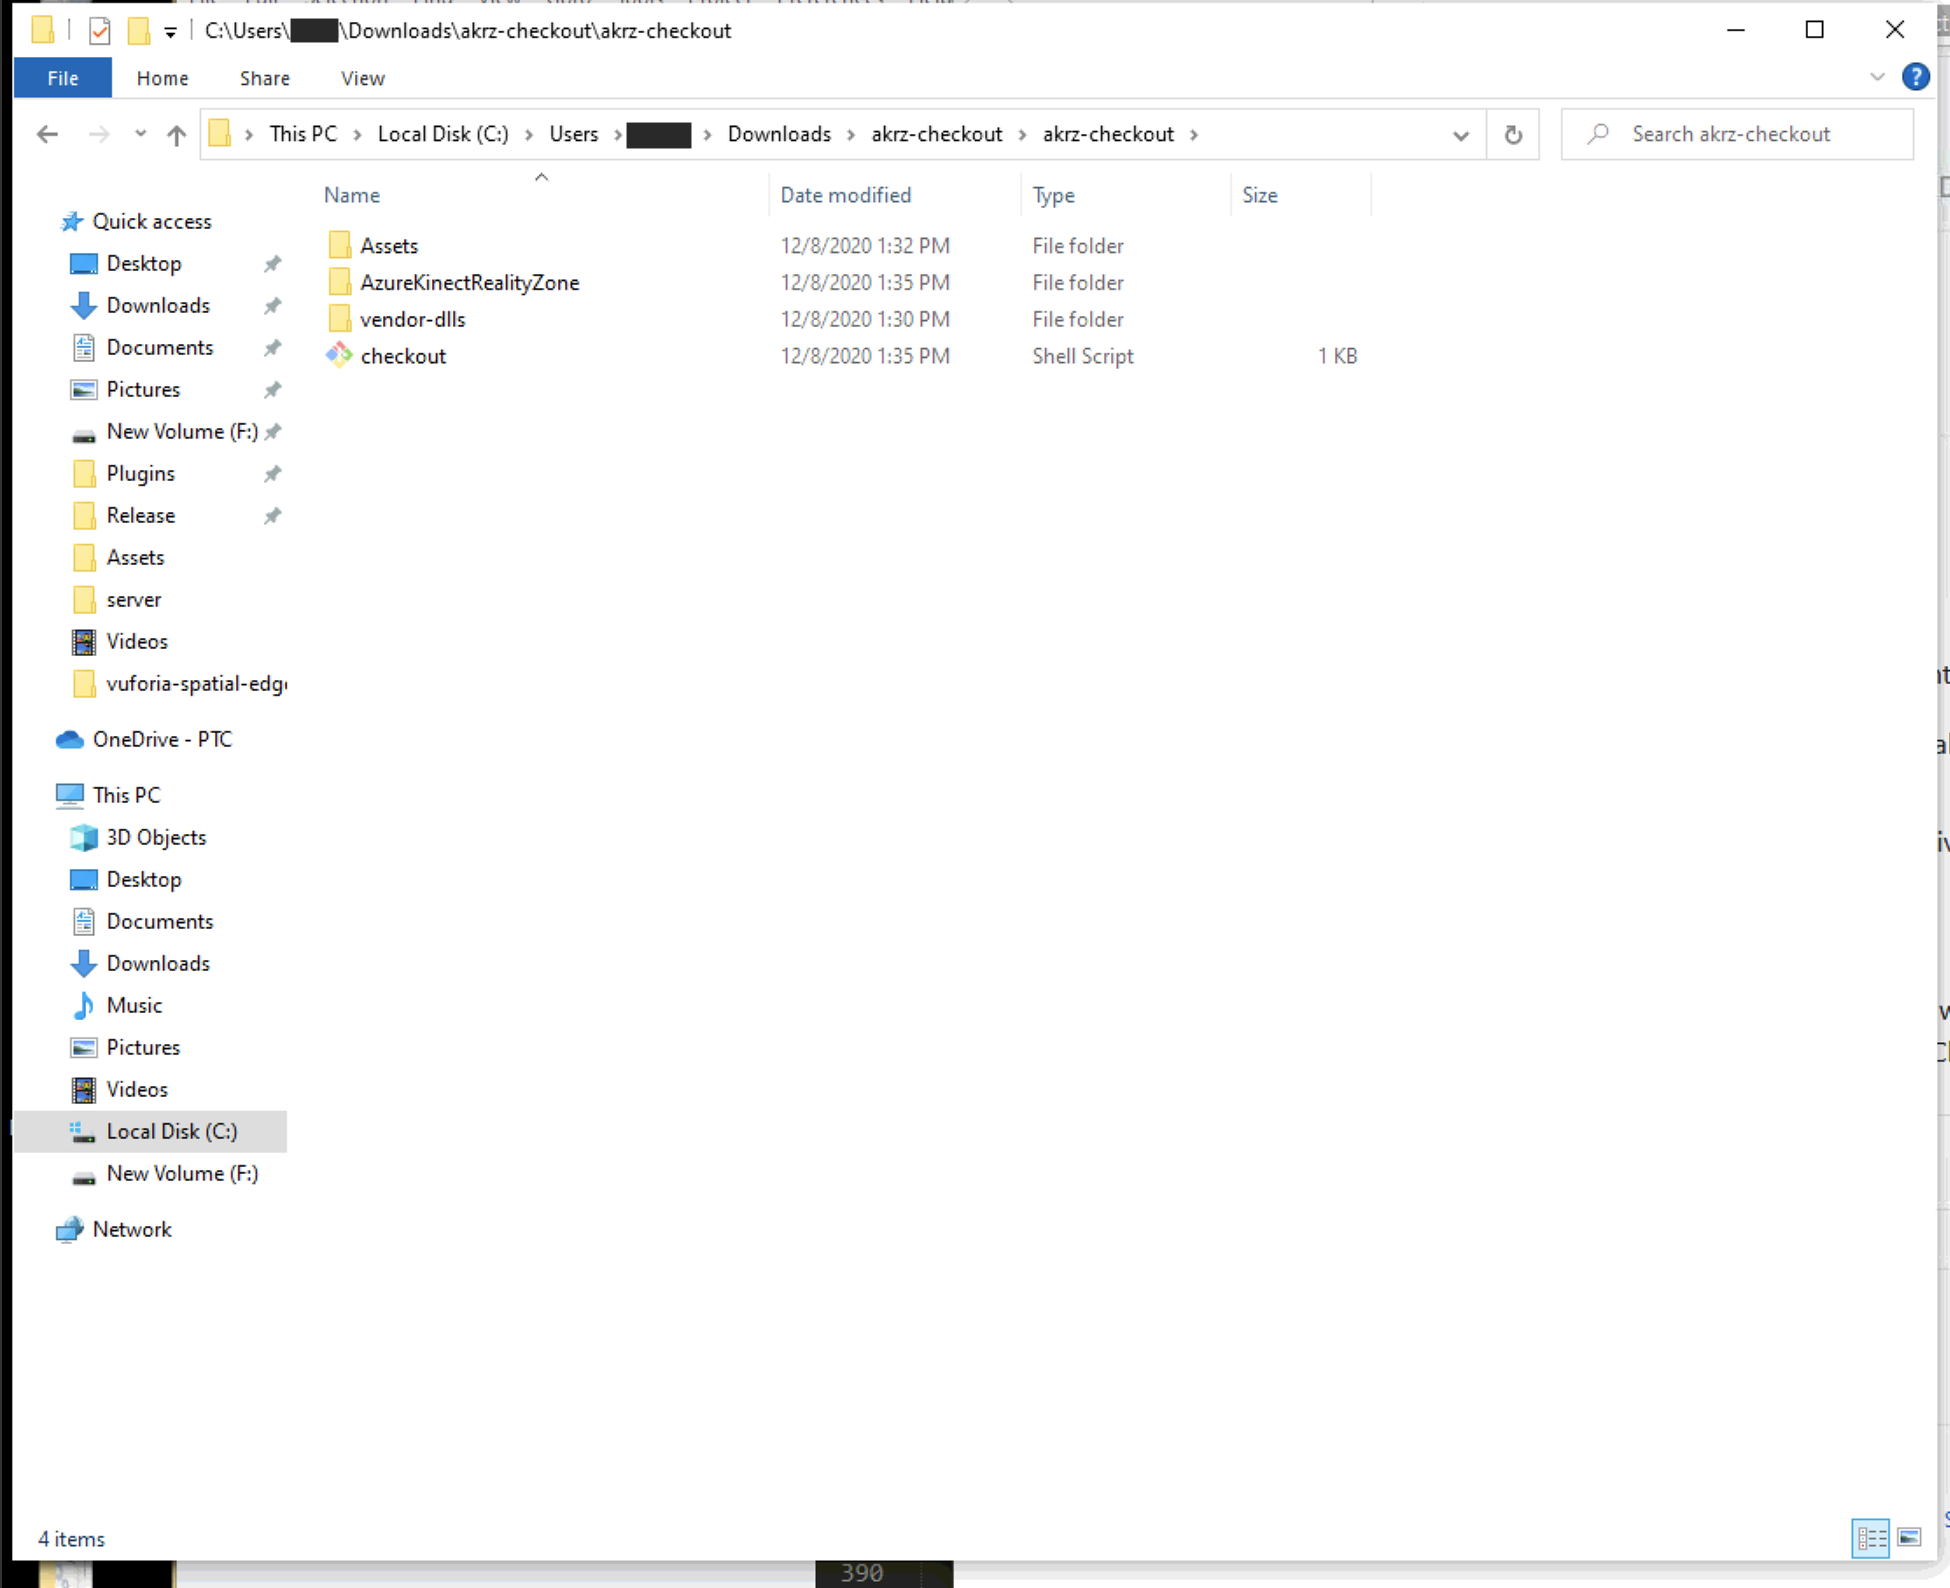 C:\Users\ \Downloads\akrz-checkout\akrz-checkout
File Home Share View
This PC Local Disk (C:) Users Downloads akrz-checkout akrz-checkout Search akrz-checkout
Name Date modified Type Size
Quick access
Desktop
Downloads
Documents
Pictures
New Volume (F:)
Plugins
Release
Assets
server
Videos
vuforia-spatial-edg
OneDrive - PTC
This PC
3D Objects
Desktop
Documents
Downloads
Music
Pictures
Videos
Local Disk (C:)
New Volume (F:)
Network
Assets 12/8/2020 1:32 PM File folder
AzureKinectRealityZone 12/8/2020 1:35 PM File folder
vendor-dlls 12/8/2020 1:30 PM File folder
checkout 12/8/2020 1:35 PM Shell Script 1 KB
4 items
390